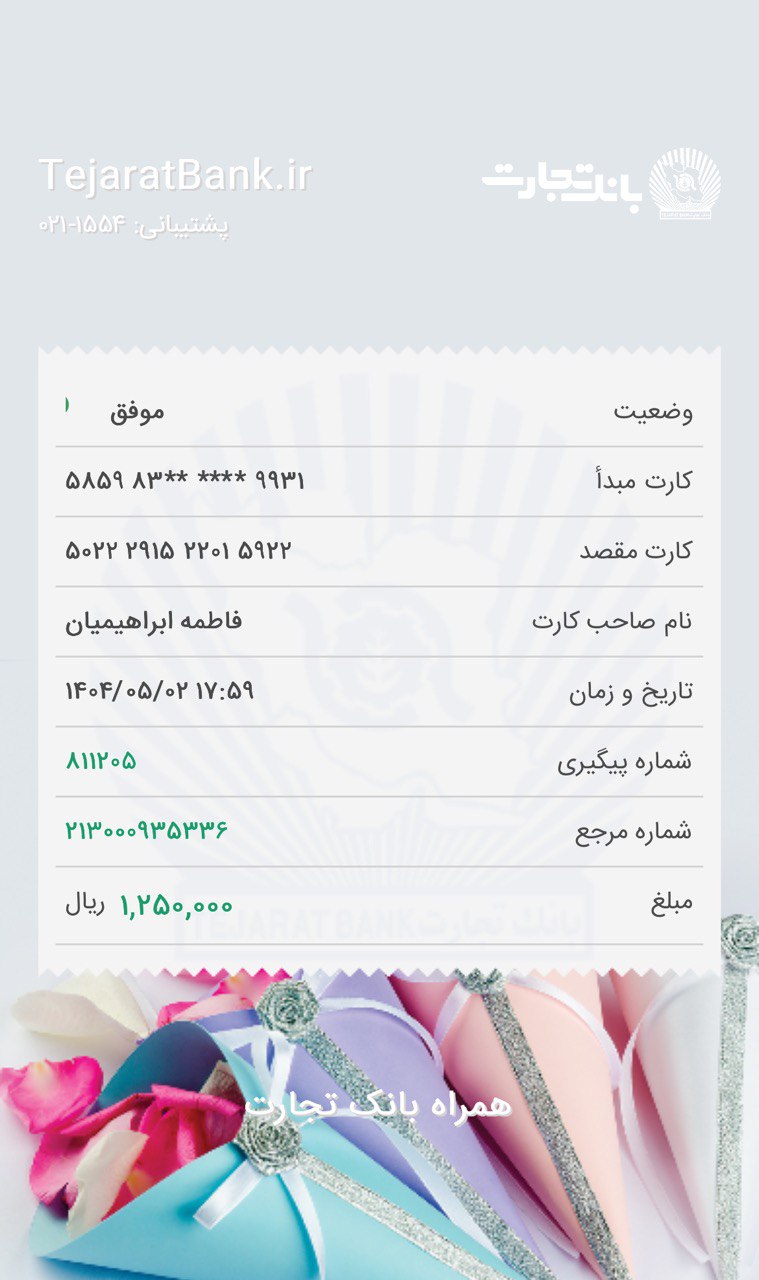 بانک تجارت
TejaratBank.ir
پشتیبانی: ۱۵۵۴-۰۲۱
وضعیت موفق
کارت مبدأ ۵۸۵۹ ۸۳** **** ۹۹۳۱
کارت مقصد ۵۰۲۲ ۲۹۱۵ ۲۲۰۱ ۵۹۲۲
نام صاحب کارت فاطمه ابراهیمیان
تاریخ و زمان ۱۴۰۴/۰۵/۰۲ ۱۷:۵۹
شماره پیگیری ۸۱۱۲۰۵
شماره مرجع ۲۱۳۰۰۰۹۳۵۳۳۶
مبلغ ۱,۲۵۰,۰۰۰ ریال
TEJARAT BANK بانک تجارت
همراه بانک تجارت